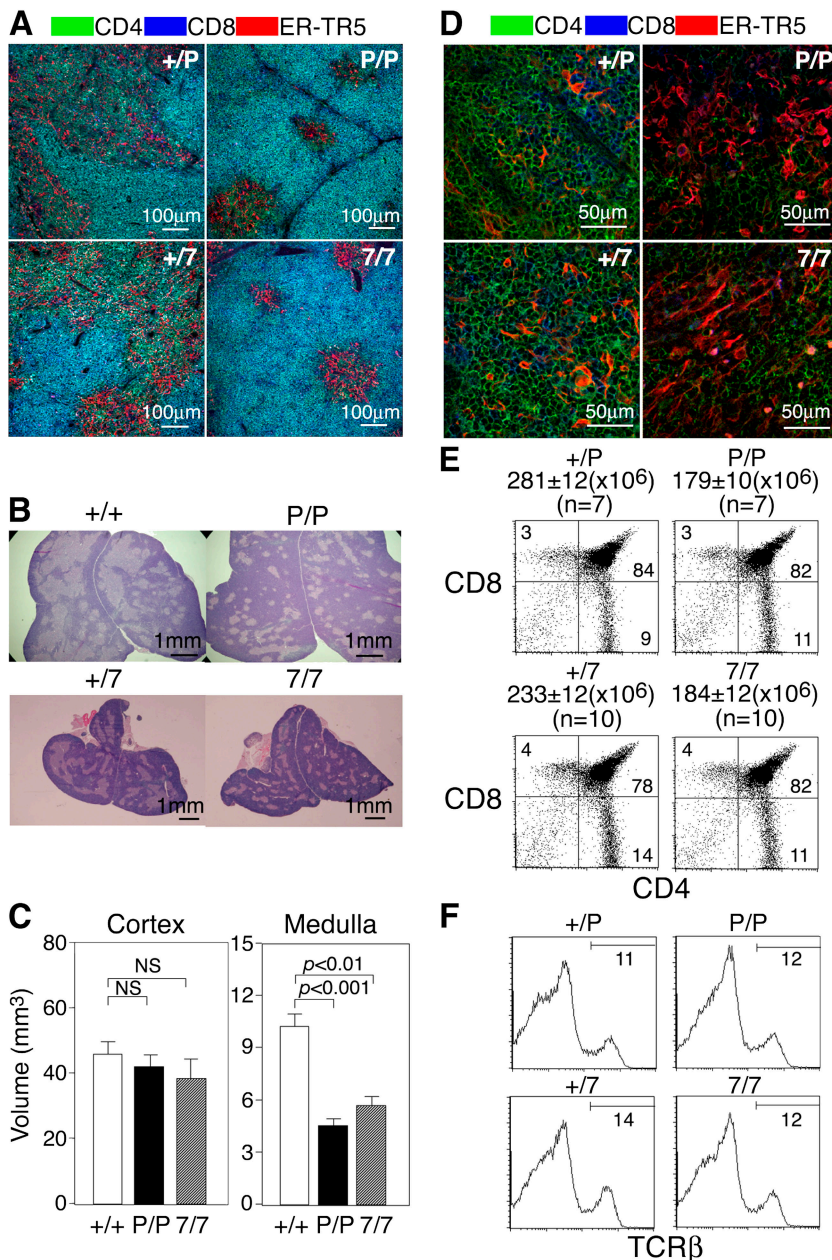 A
CD4 CD8 ER-TR5
+/P
P/P
100µm
100µm
+/7
7/7
100µm
100µm
B
+/+
P/P
1mm
1mm
+/7
7/7
1mm
1mm
C
Cortex
Medulla
Volume (mm³)
80
60
40
20
0
NS
NS
15
12
9
6
3
0
p<0.01
p<0.001
+/+ P/P 7/7
+/+ P/P 7/7
D
CD4 CD8 ER-TR5
+/P
P/P
50µm
50µm
+/7
7/7
50µm
50µm
E
+/P
281±12(x10⁶)
(n=7)
P/P
179±10(x10⁶)
(n=7)
CD8
3
84
9
3
82
11
+/7
233±12(x10⁶)
(n=10)
7/7
184±12(x10⁶)
(n=10)
CD8
4
78
14
4
82
11
CD4
F
+/P
P/P
11
12
+/7
7/7
14
12
TCRβ